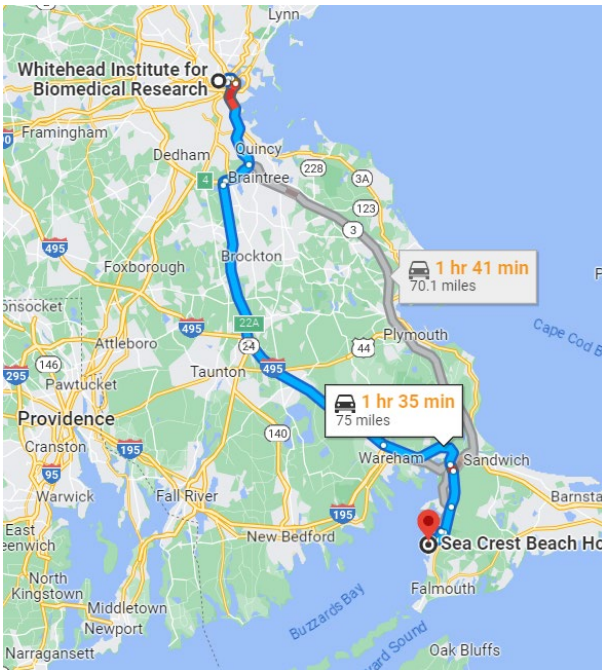 Lynn
Whitehead Institute for
Biomedical Research
Framingham
Dedham
Quincy
228
3A
4
Braintree
123
3
495
Brockton
Foxborough
1 hr 41 min
70.1 miles
Cape Cod B
22A
495
24
Plymouth
44
Attleboro
146
295
Pawtucket
Taunton
495
1 hr 35 min
75 miles
Providence
140
Cranston
195
Wareham
Sandwich
95
Warwick
Fall River
195
Barnsta
East
New Bedford
Sea Crest Beach Ho
North
Kingstown
Middletown
Newport
Falmouth
Buzzards Bay
Narragansett
Sound
Oak Bluffs